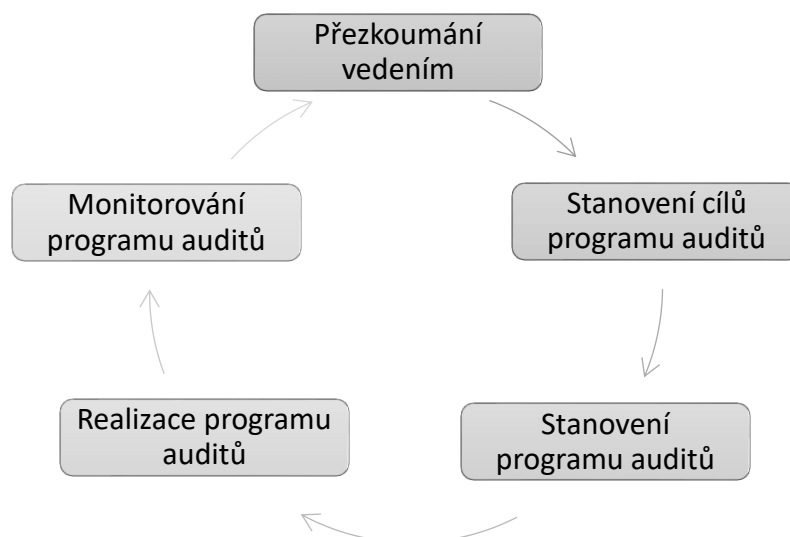 Přezkoumání
vedením
Stanovení cílů
programu auditů
Stanovení
programu auditů
Realizace programu
auditů
Monitorování
programu auditů